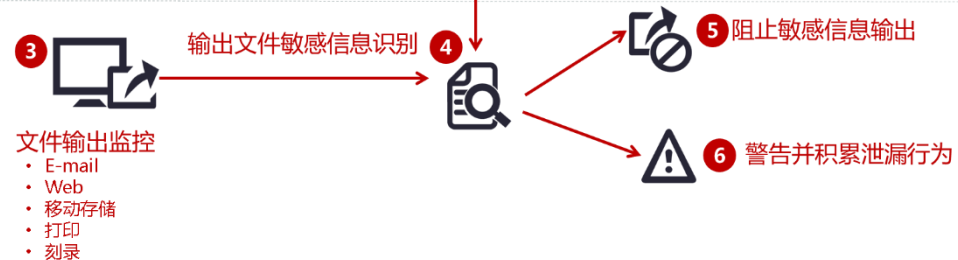 3
文件输出监控
• E-mail
• Web
• 移动存储
• 打印
• 刻录
输出文件敏感信息识别
4
5 阻止敏感信息输出
6 警告并积累泄漏行为